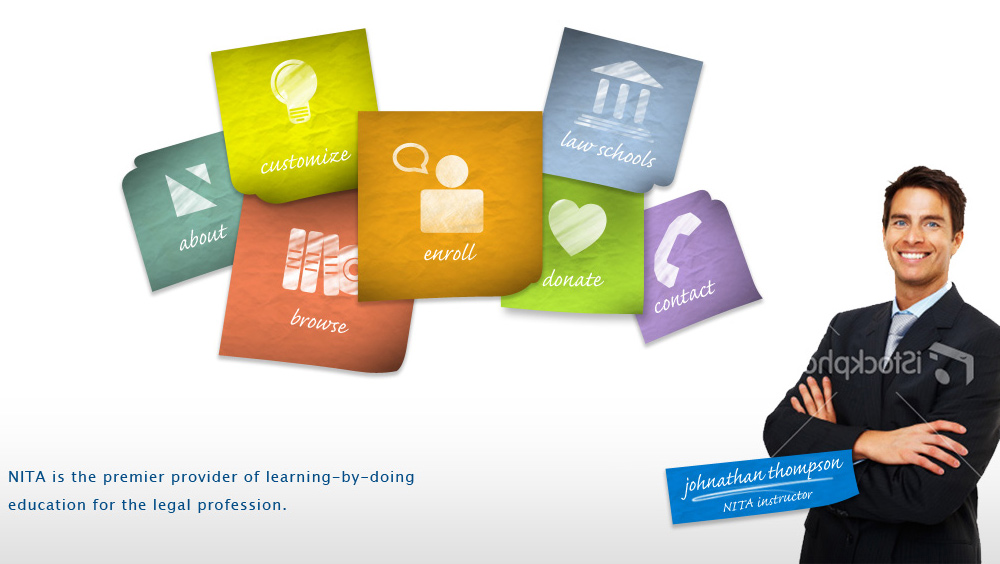 customize
law schools
about
enroll
donate
contact
browse
iStockpho
NITA is the premier provider of learning-by-doing
education for the legal profession.
johnathan thompson
NITA instructor